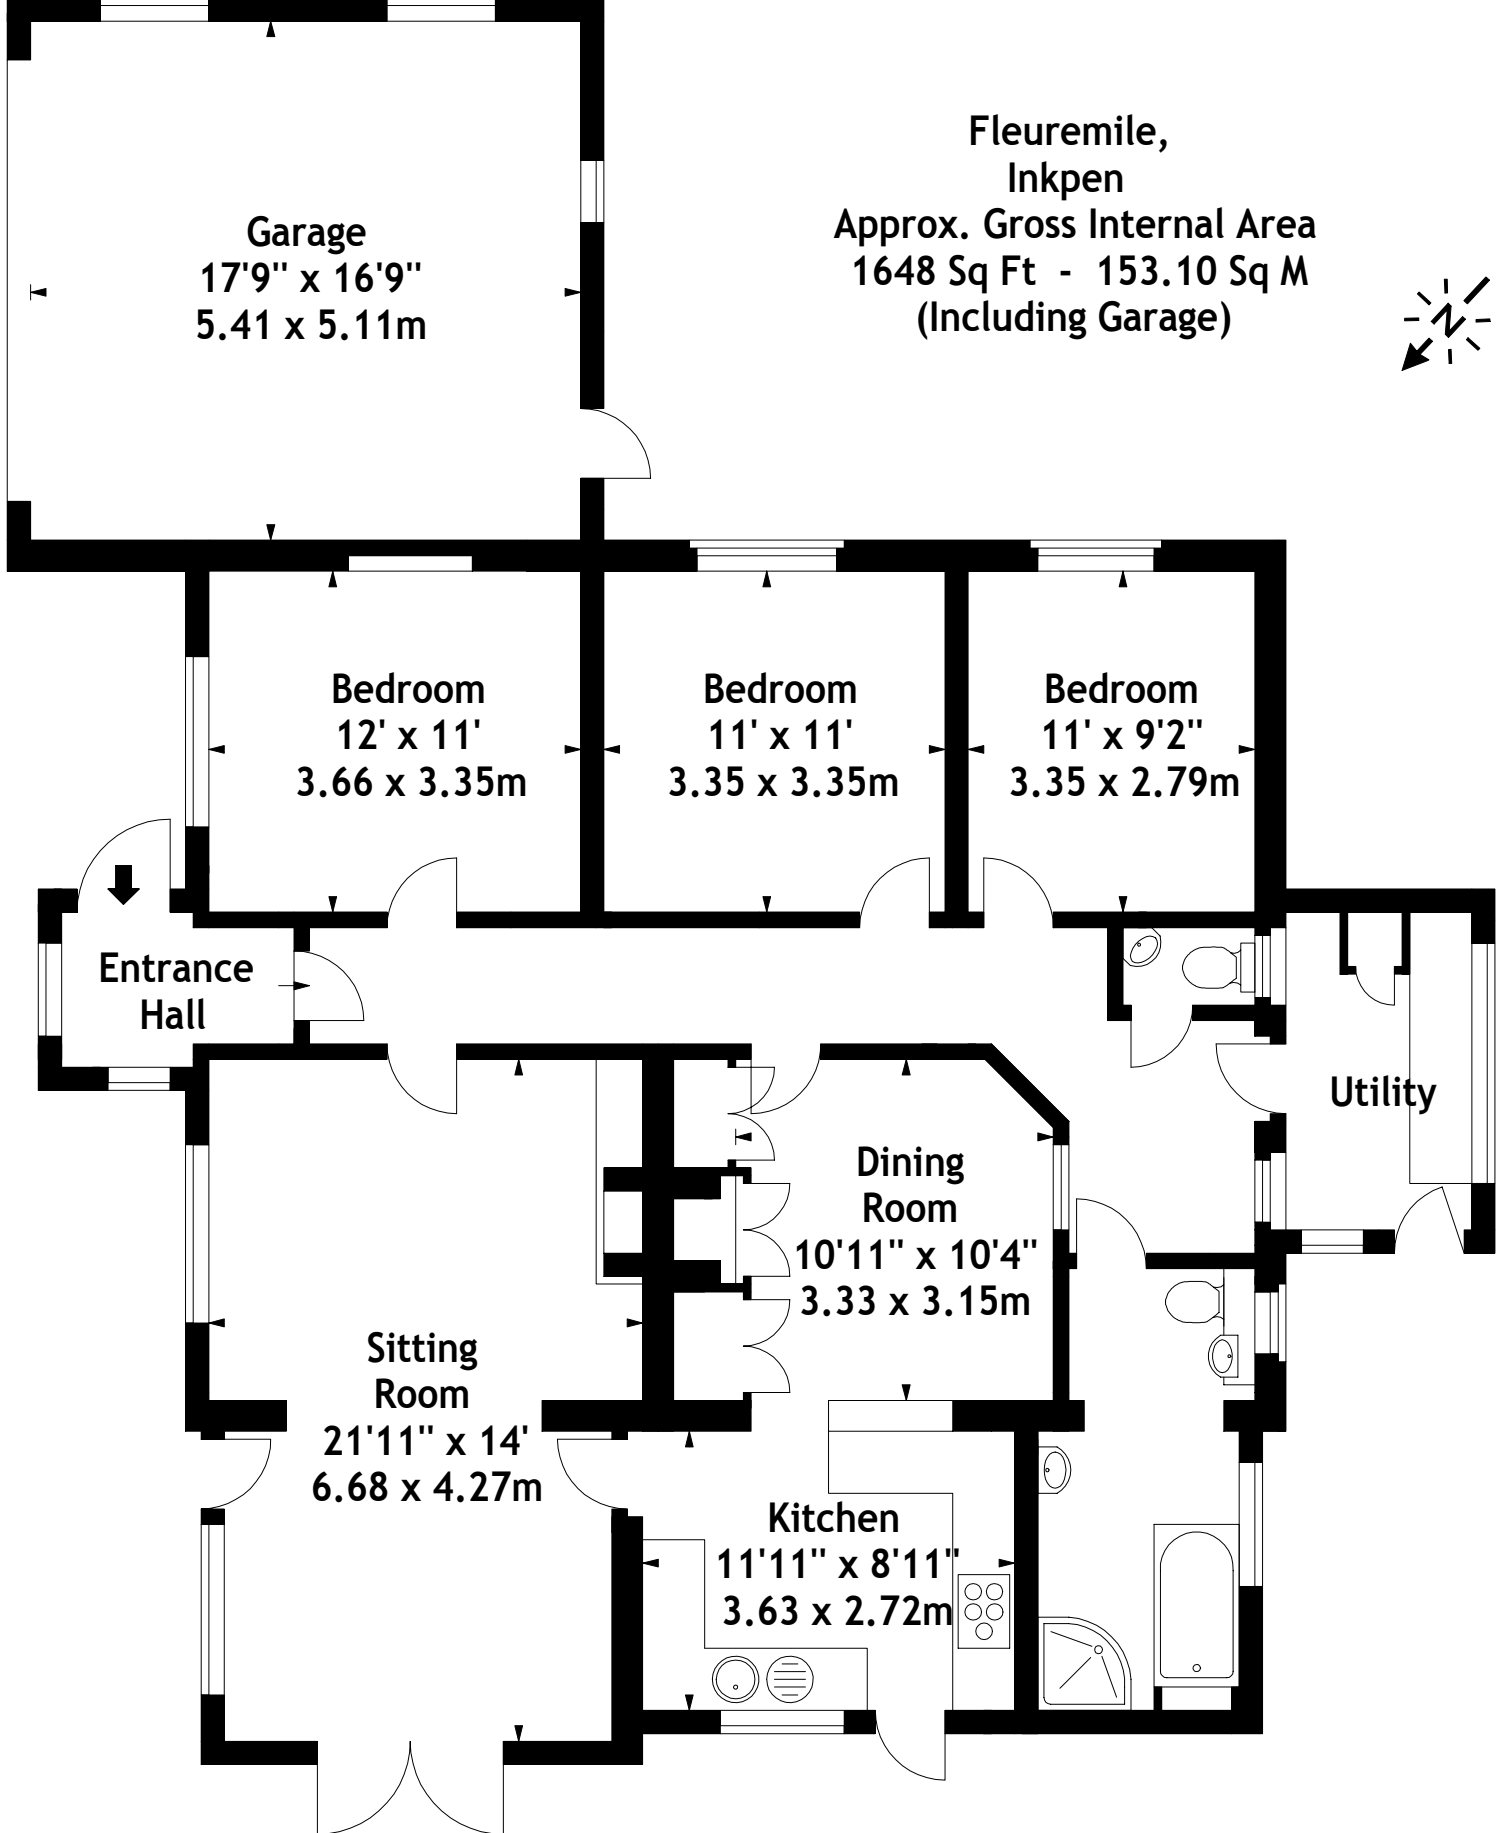 Fleuremile,
Inkpen
Approx. Gross Internal Area
1648 Sq Ft - 153.10 Sq M
(Including Garage)
N
Garage
17'9" x 16'9"
5.41 x 5.11m
Bedroom
12' x 11'
3.66 x 3.35m
Bedroom
11' x 11'
3.35 x 3.35m
Bedroom
11' x 9'2"
3.35 x 2.79m
Entrance
Hall
Utility
Dining
Room
10'11" x 10'4"
3.33 x 3.15m
Sitting
Room
21'11" x 14'
6.68 x 4.27m
Kitchen
11'11" x 8'11"
3.63 x 2.72m